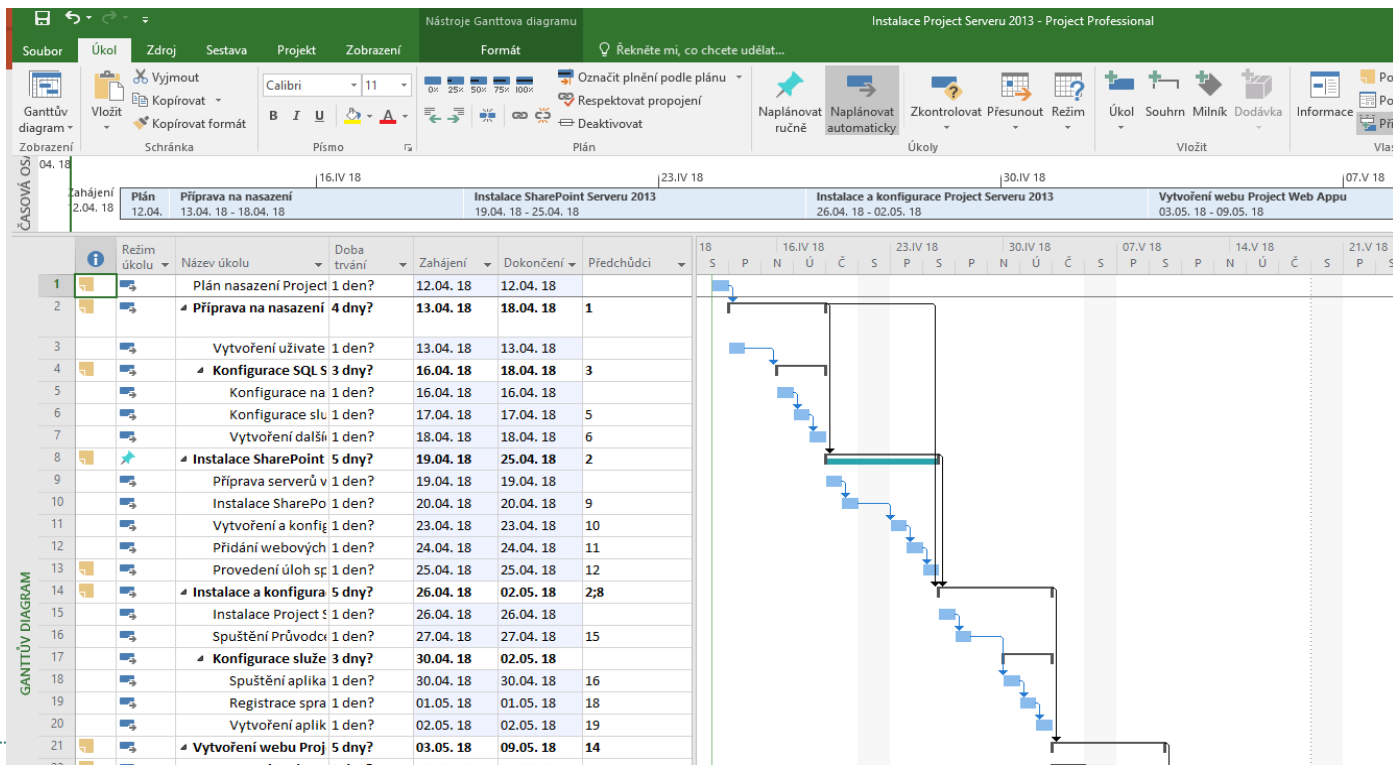 Nástroje Ganttova diagramu
Instalace Project Serveru 2013 - Project Professional
Soubor Úkol Zdroj Sestava Projekt Zobrazení Formát Řekněte mi, co chcete udělat...
Ganttův diagram
Zobrazení
Vložit
Vyjmout
Kopírovat
Kopírovat formát
Schránka
Calibri 11
B I U A
Písmo
0% 25% 50% 75% 100%
Označit plnění podle plánu
Respektovat propojení
Deaktivovat
Plán
Naplánovat ručně
Naplánovat automaticky
Zkontrolovat Přesunout Režim
Úkoly
Úkol Souhrn Milník Dodávka
Vložit
Informace
ČASOVÁ
04. 18
16.IV 18 23.IV 18 30.IV 18 07.V 18
Zahájení
12.04. 18
Plán
12.04.
Příprava na nasazení
13.04. 18 - 18.04. 18
Instalace SharePoint Serveru 2013
19.04. 18 - 25.04. 18
Instalace a konfigurace Project Serveru 2013
26.04. 18 - 02.05. 18
Vytvoření webu Project Web Appu
03.05. 18 - 09.05. 18
Režim úkolu Název úkolu Doba trvání Zahájení Dokončení Předchůdci
18 16.IV 18 23.IV 18 30.IV 18 07.V 18 14.V 18 21.V 18
S P N Ú Č S P S P N Ú Č S P S P N Ú Č S P S
GANTTŮV DIAGRAM
1 Plán nasazení Project 1 den? 12.04. 18 12.04. 18
2 Příprava na nasazení 4 dny? 13.04. 18 18.04. 18 1
3 Vytvoření uživate 1 den? 13.04. 18 13.04. 18
4 Konfigurace SQL S 3 dny? 16.04. 18 18.04. 18 3
5 Konfigurace na 1 den? 16.04. 18 16.04. 18
6 Konfigurace slu 1 den? 17.04. 18 17.04. 18 5
7 Vytvoření další 1 den? 18.04. 18 18.04. 18 6
8 Instalace SharePoint 5 dny? 19.04. 18 25.04. 18 2
9 Příprava serverů v 1 den? 19.04. 18 19.04. 18
10 Instalace SharePo 1 den? 20.04. 18 20.04. 18 9
11 Vytvoření a konfig 1 den? 23.04. 18 23.04. 18 10
12 Přidání webových 1 den? 24.04. 18 24.04. 18 11
13 Provedení úloh sp 1 den? 25.04. 18 25.04. 18 12
14 Instalace a konfigura 5 dny? 26.04. 18 02.05. 18 2;8
15 Instalace Project S 1 den? 26.04. 18 26.04. 18
16 Spuštění Průvodce 1 den? 27.04. 18 27.04. 18 15
17 Konfigurace služe 3 dny? 30.04. 18 02.05. 18
18 Spuštění aplika 1 den? 30.04. 18 30.04. 18 16
19 Registrace spra 1 den? 01.05. 18 01.05. 18 18
20 Vytvoření aplik 1 den? 02.05. 18 02.05. 18 19
21 Vytvoření webu Proj 5 dny? 03.05. 18 09.05. 18 14